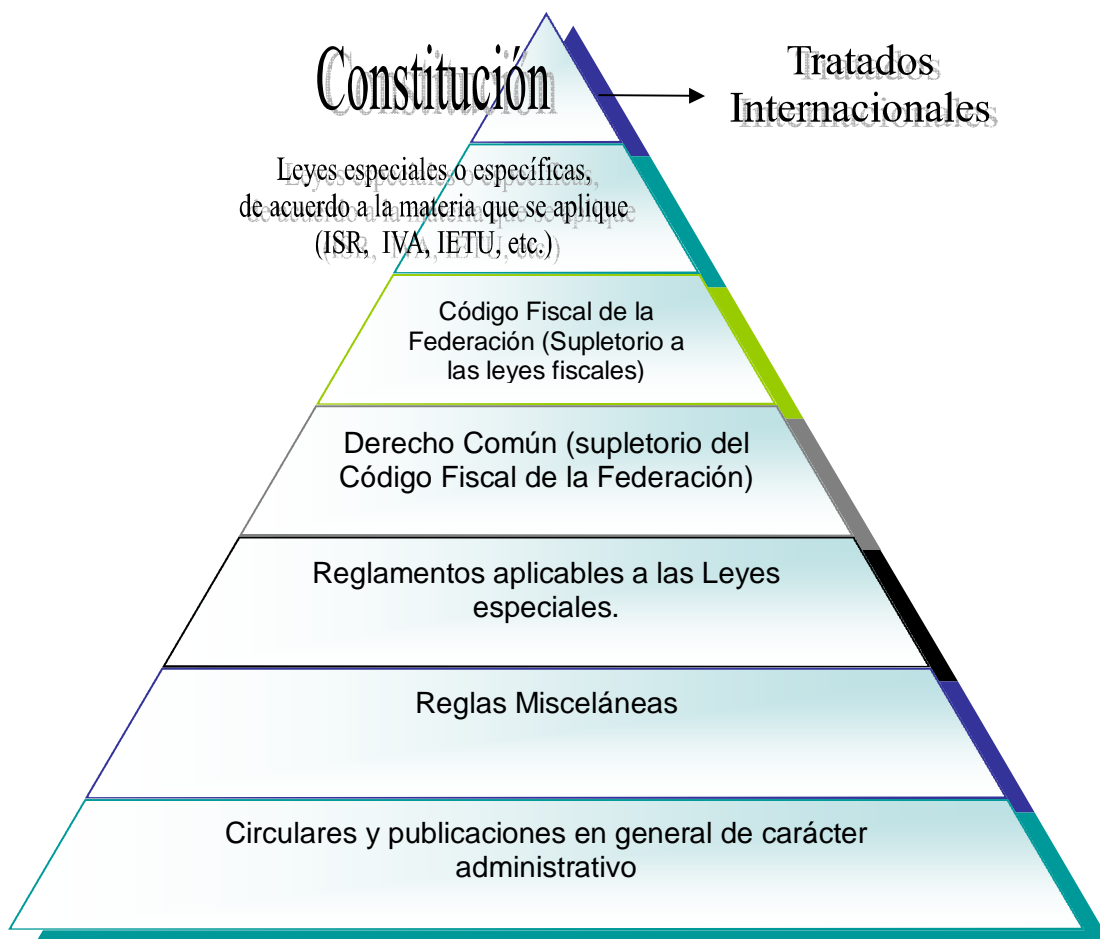 Constitución
Tratados
Internacionales
Leyes especiales o específicas,
de acuerdo a la materia que se aplique
(ISR, IVA, IETU, etc.)
Código Fiscal de la
Federación (Supletorio a
las leyes fiscales)
Derecho Común (supletorio del
Código Fiscal de la Federación)
Reglamentos aplicables a las Leyes
especiales.
Reglas Misceláneas
Circulares y publicaciones en general de carácter
administrativo